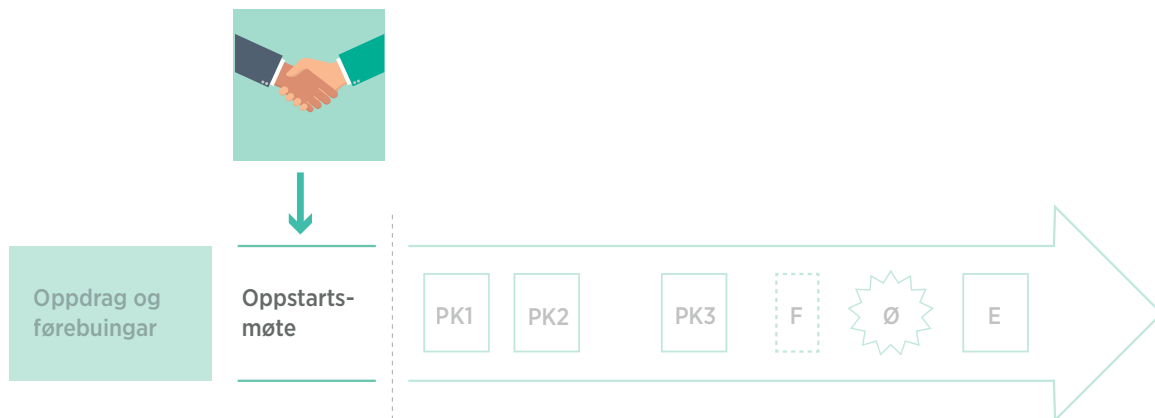 Oppdrag og
førebuingar
Oppstarts-
møte
PK1
PK2
PK3
F
Ø
E